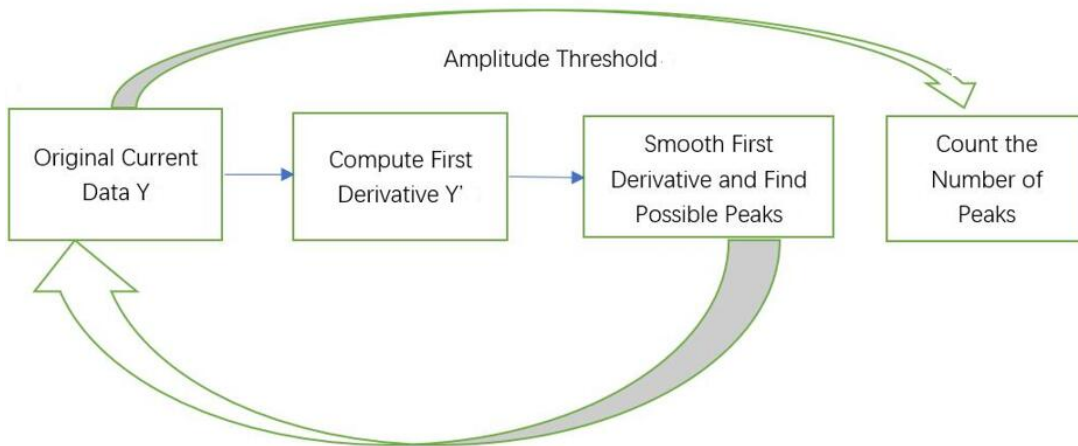 Amplitude Threshold
Original Current
Data Y
Compute First
Derivative Y'
Smooth First
Derivative and Find
Possible Peaks
Count the
Number of
Peaks